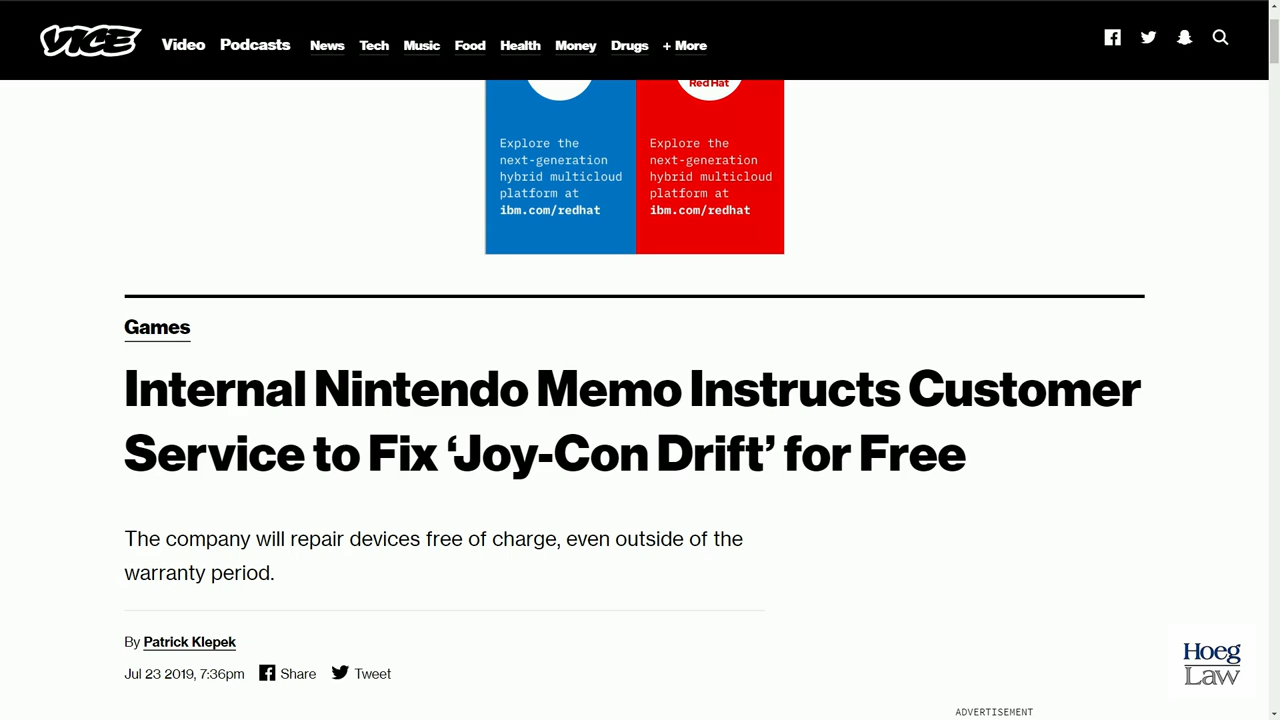 VICE Video Podcasts News Tech Music Food Health Money Drugs + More
Red Hat
Explore the
next-generation
hybrid multicloud
platform at
ibm.com/redhat
Explore the
next-generation
hybrid multicloud
platform at
ibm.com/redhat
Games
Internal Nintendo Memo Instructs Customer
Service to Fix ‘Joy-Con Drift’ for Free
The company will repair devices free of charge, even outside of the
warranty period.
By Patrick Klepek
Jul 23 2019, 7:36pm Share Tweet
Hoeg
Law
ADVERTISEMENT